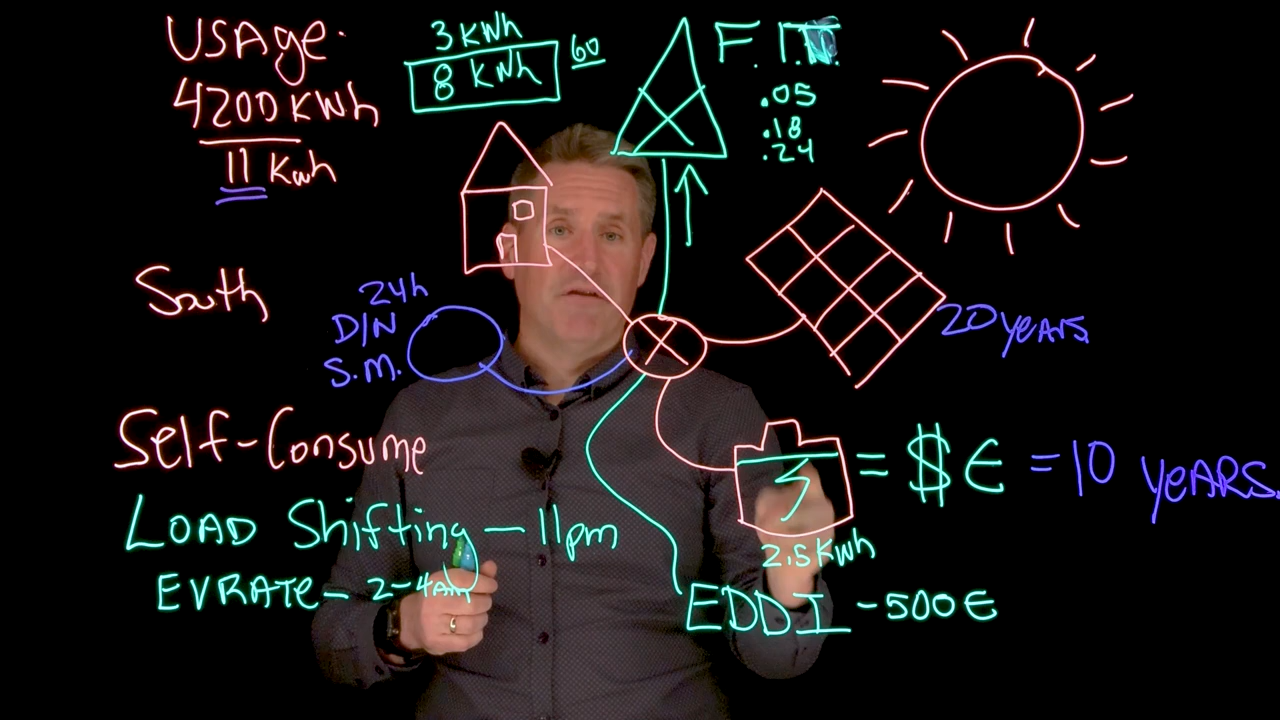 USAge.
4200 KWh
11 Kwh
3 KWh
8 KWh
60
F. I.
.05
.18
.24
South
24h
D/N
S.M.
20 years.
Self-Consume
= $ € = 10 YeARS.
LOAD Shifting — 11pm
2.5 KWh
EVRATE — 2-4am
EDDI - 500€